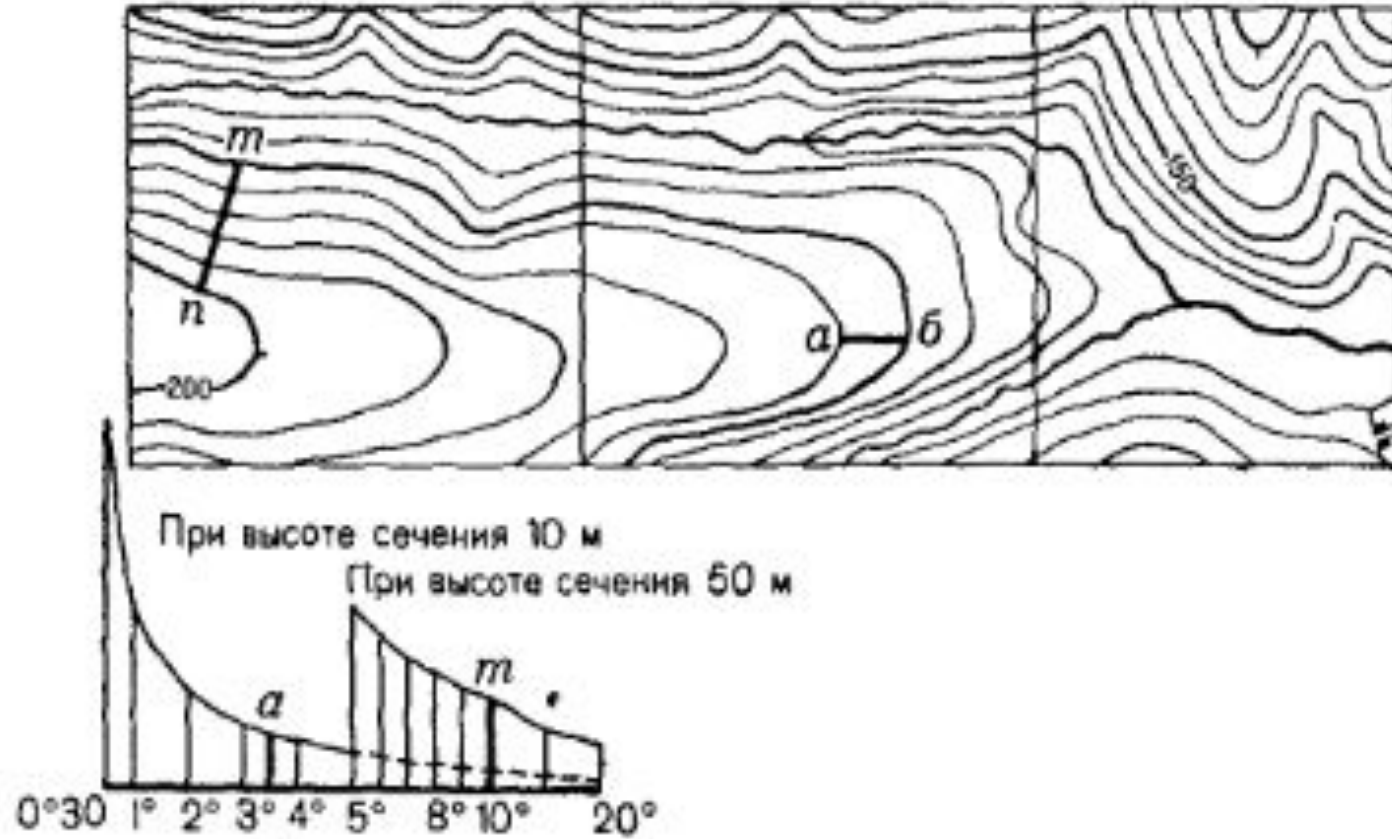 m
150
n
а б
200
При высоте сечения 10 м
При высоте сечения 50 м
m
a
0°30 1° 2° 3° 4° 5° 8° 10° 20°